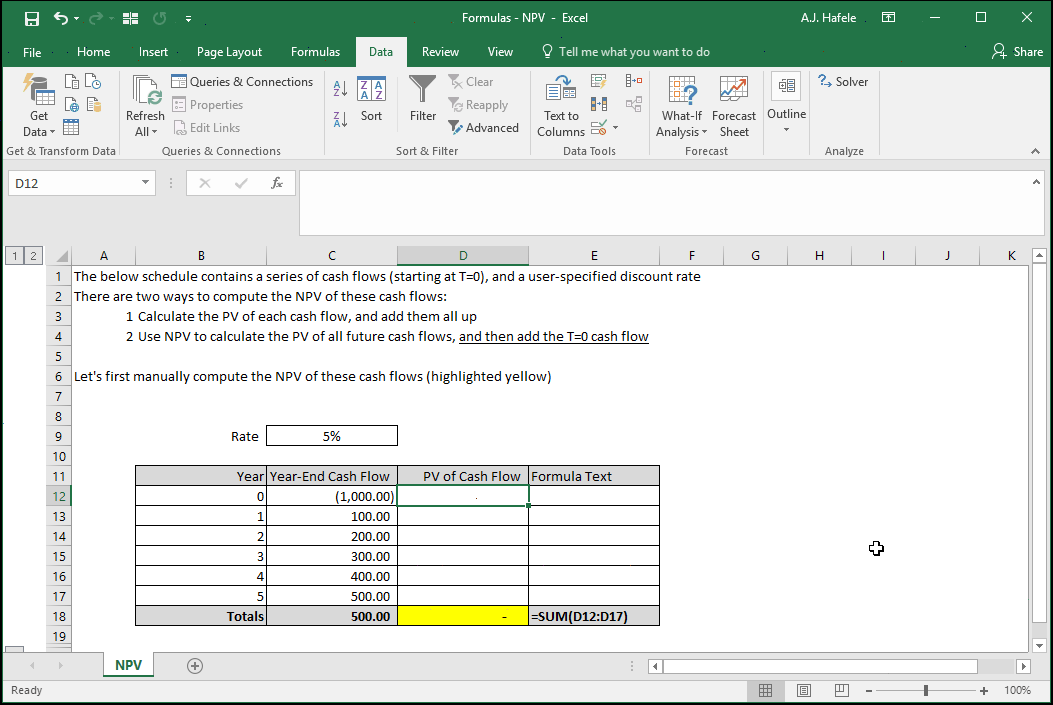 Formulas - NPV - Excel
A.J. Hafele
File Home Insert Page Layout Formulas Data Review View Tell me what you want to do Share
Get Data
Refresh All
Queries & Connections
Properties
Edit Links
Sort
Filter
Clear
Reapply
Advanced
Text to Columns
What-If Analysis
Forecast Sheet
Outline
Solver
Get & Transform Data Queries & Connections Sort & Filter Data Tools Forecast Analyze
D12 fx
1 2 A B C D E F G H I J K
1 The below schedule contains a series of cash flows (starting at T=0), and a user-specified discount rate
2 There are two ways to compute the NPV of these cash flows:
3 1 Calculate the PV of each cash flow, and add them all up
4 2 Use NPV to calculate the PV of all future cash flows, and then add the T=0 cash flow
5
6 Let's first manually compute the NPV of these cash flows (highlighted yellow)
7
8
9 Rate 5%
10
11 Year Year-End Cash Flow PV of Cash Flow Formula Text
12 0 (1,000.00)
13 1 100.00
14 2 200.00
15 3 300.00
16 4 400.00
17 5 500.00
18 Totals 500.00 - =SUM(D12:D17)
19
NPV
Ready 100%